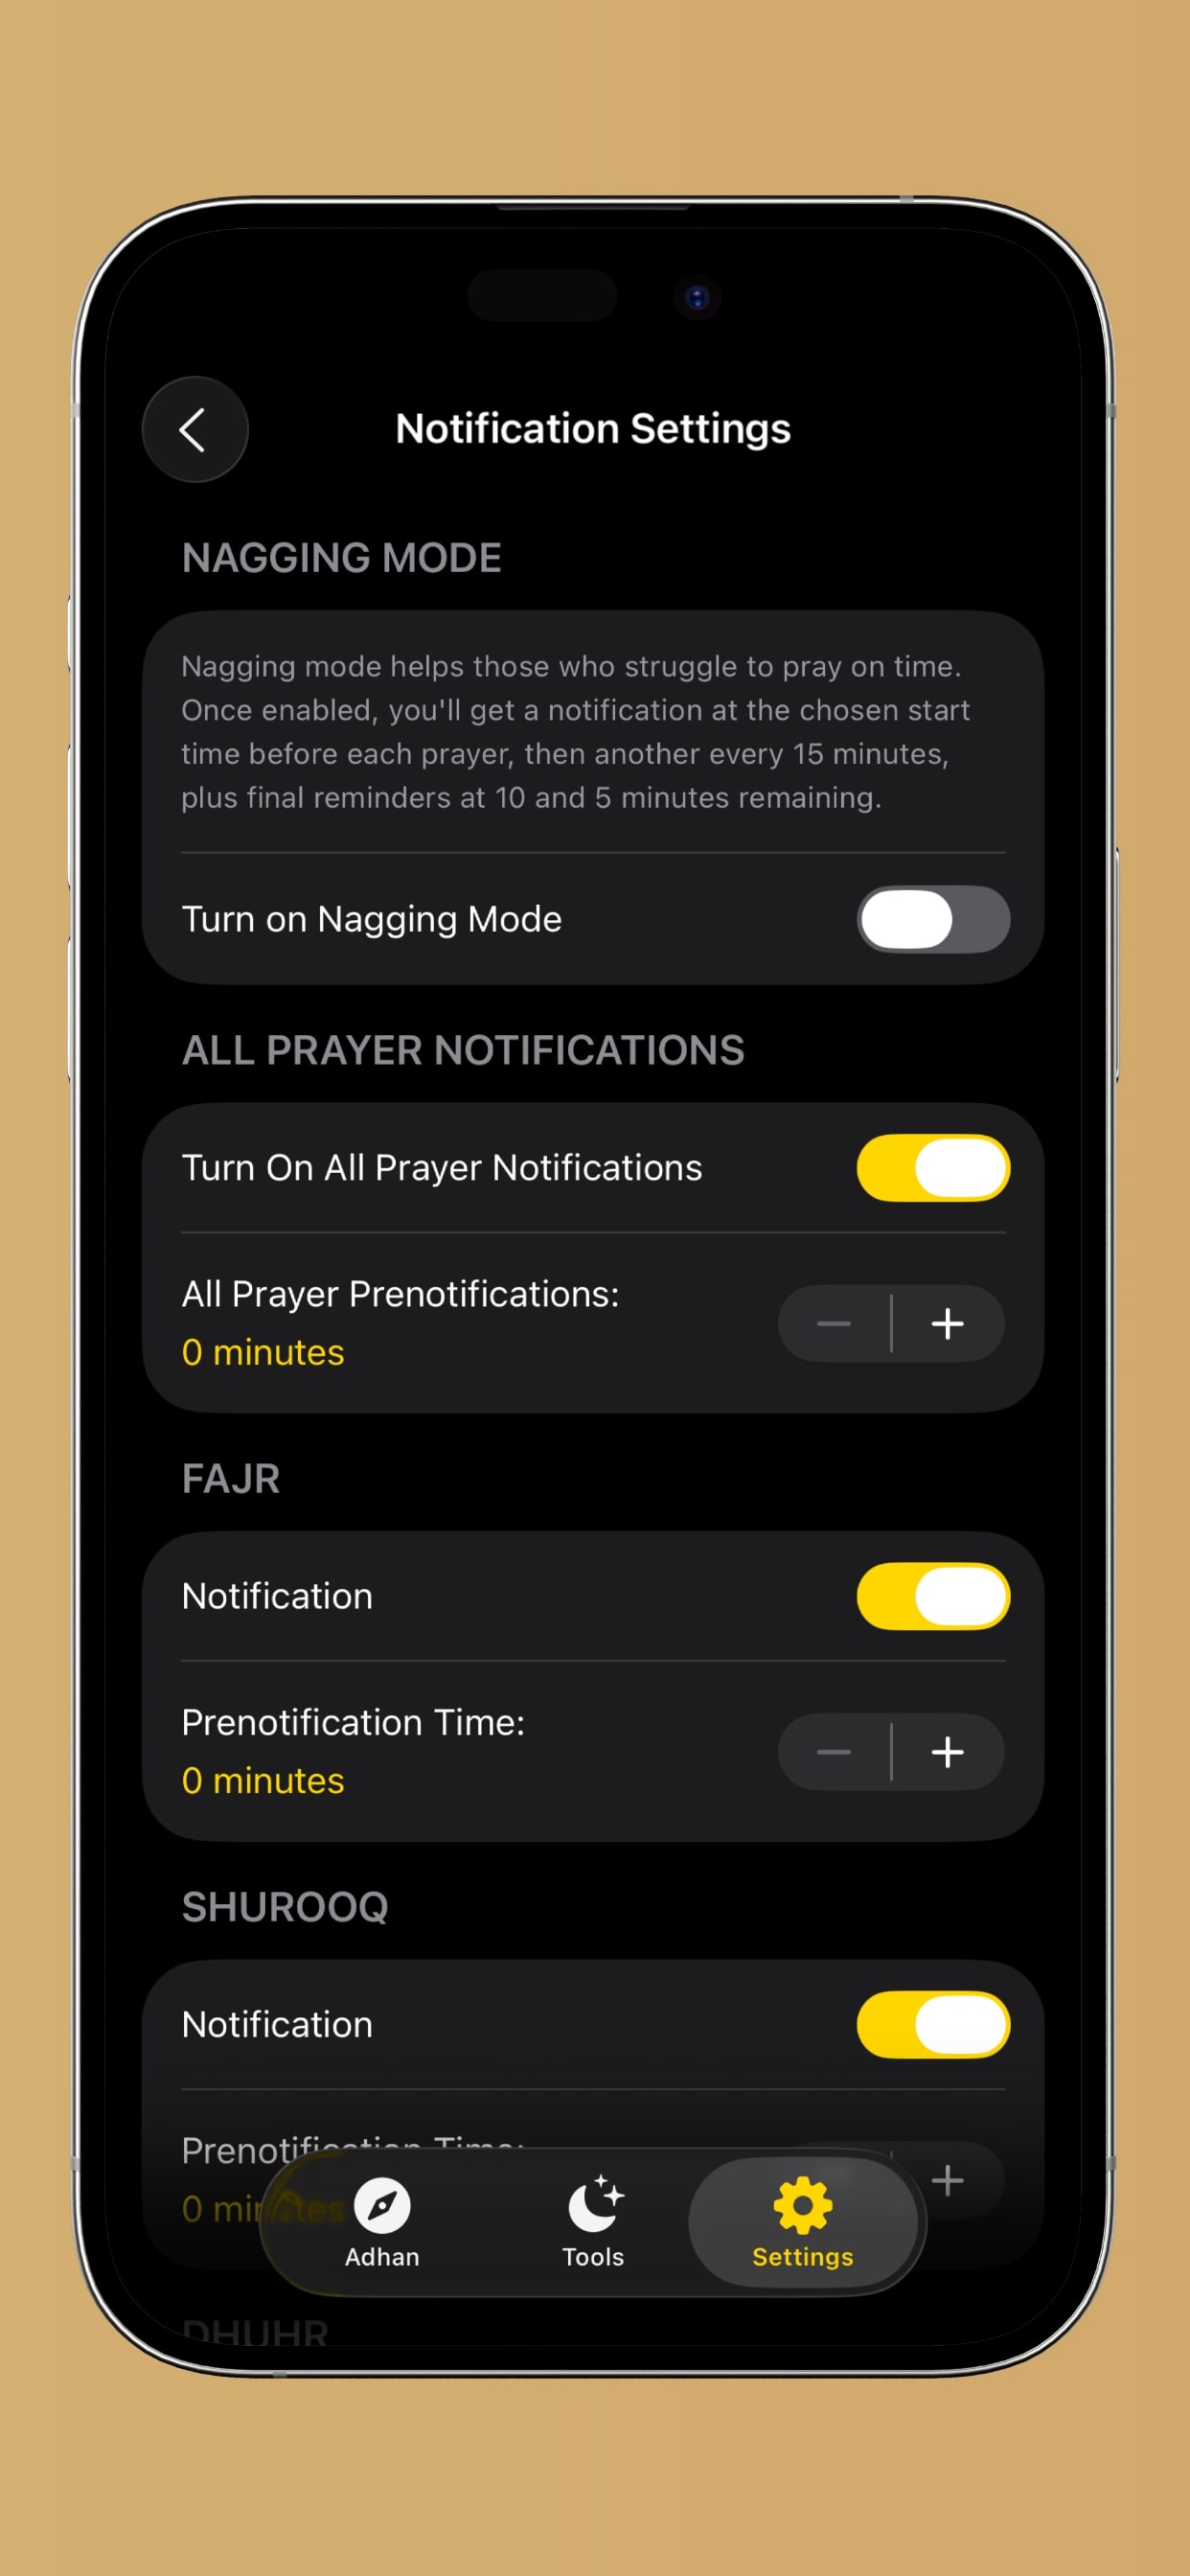 Notification Settings
NAGGING MODE
Nagging mode helps those who struggle to pray on time.
Once enabled, you'll get a notification at the chosen start
time before each prayer, then another every 15 minutes,
plus final reminders at 10 and 5 minutes remaining.
Turn on Nagging Mode
ALL PRAYER NOTIFICATIONS
Turn On All Prayer Notifications
All Prayer Prenotifications:
0 minutes
FAJR
Notification
Prenotification Time:
0 minutes
SHUROOQ
Notification
Prenotification Time:
0 minutes
Adhan
Tools
Settings
DHUHR